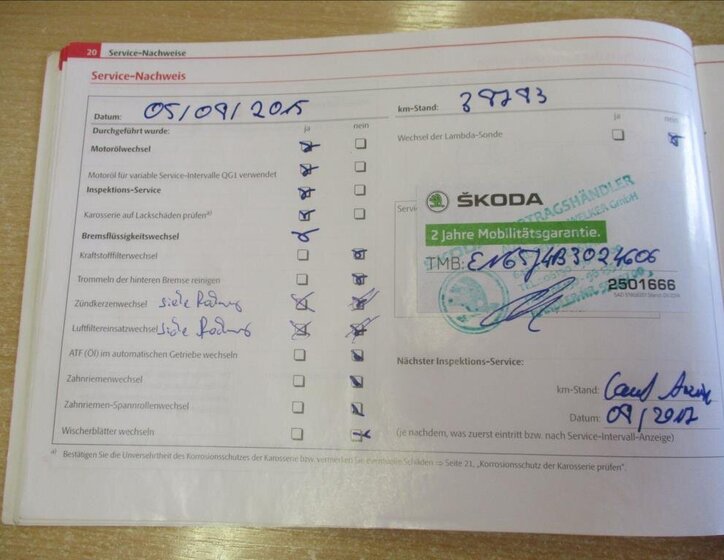 20 Service-Nachweise
Service-Nachweis
Datum: 05/09/2015
km-Stand: 39793
Durchgeführt wurde: ja nein
ja nein
Motorölwechsel
Wechsel der Lambda-Sonde
Motoröl für variable Service-Intervalle QG1 verwendet
Inspektions-Service
Karosserie auf Lackschäden prüfen a)
Bremsflüssigkeitswechsel
Kraftstofffilterwechsel
Trommeln der hinteren Bremse reinigen
Zündkerzenwechsel siehe
Luftfiltereinsatzwechsel siehe
ATF (Öl) im automatischen Getriebe wechseln
Zahnriemenwechsel
Zahnriemen-Spannrollenwechsel
Wischerblätter wechseln
Servi
ŠKODA
2 Jahre Mobilitätsgarantie.
TMB: EN65J4B3024606
2501666
Nächster Inspektions-Service:
km-Stand:
Datum: 09/2017
(je nachdem, was zuerst eintritt bzw. nach Service-Intervall-Anzeige)
a) Bestätigen Sie die Unversehrtheit des Korrosionsschutzes der Karosserie bzw. vermerken Sie eventuelle Schäden ⇒ Seite 21, „Korrosionsschutz der Karosserie prüfen“.